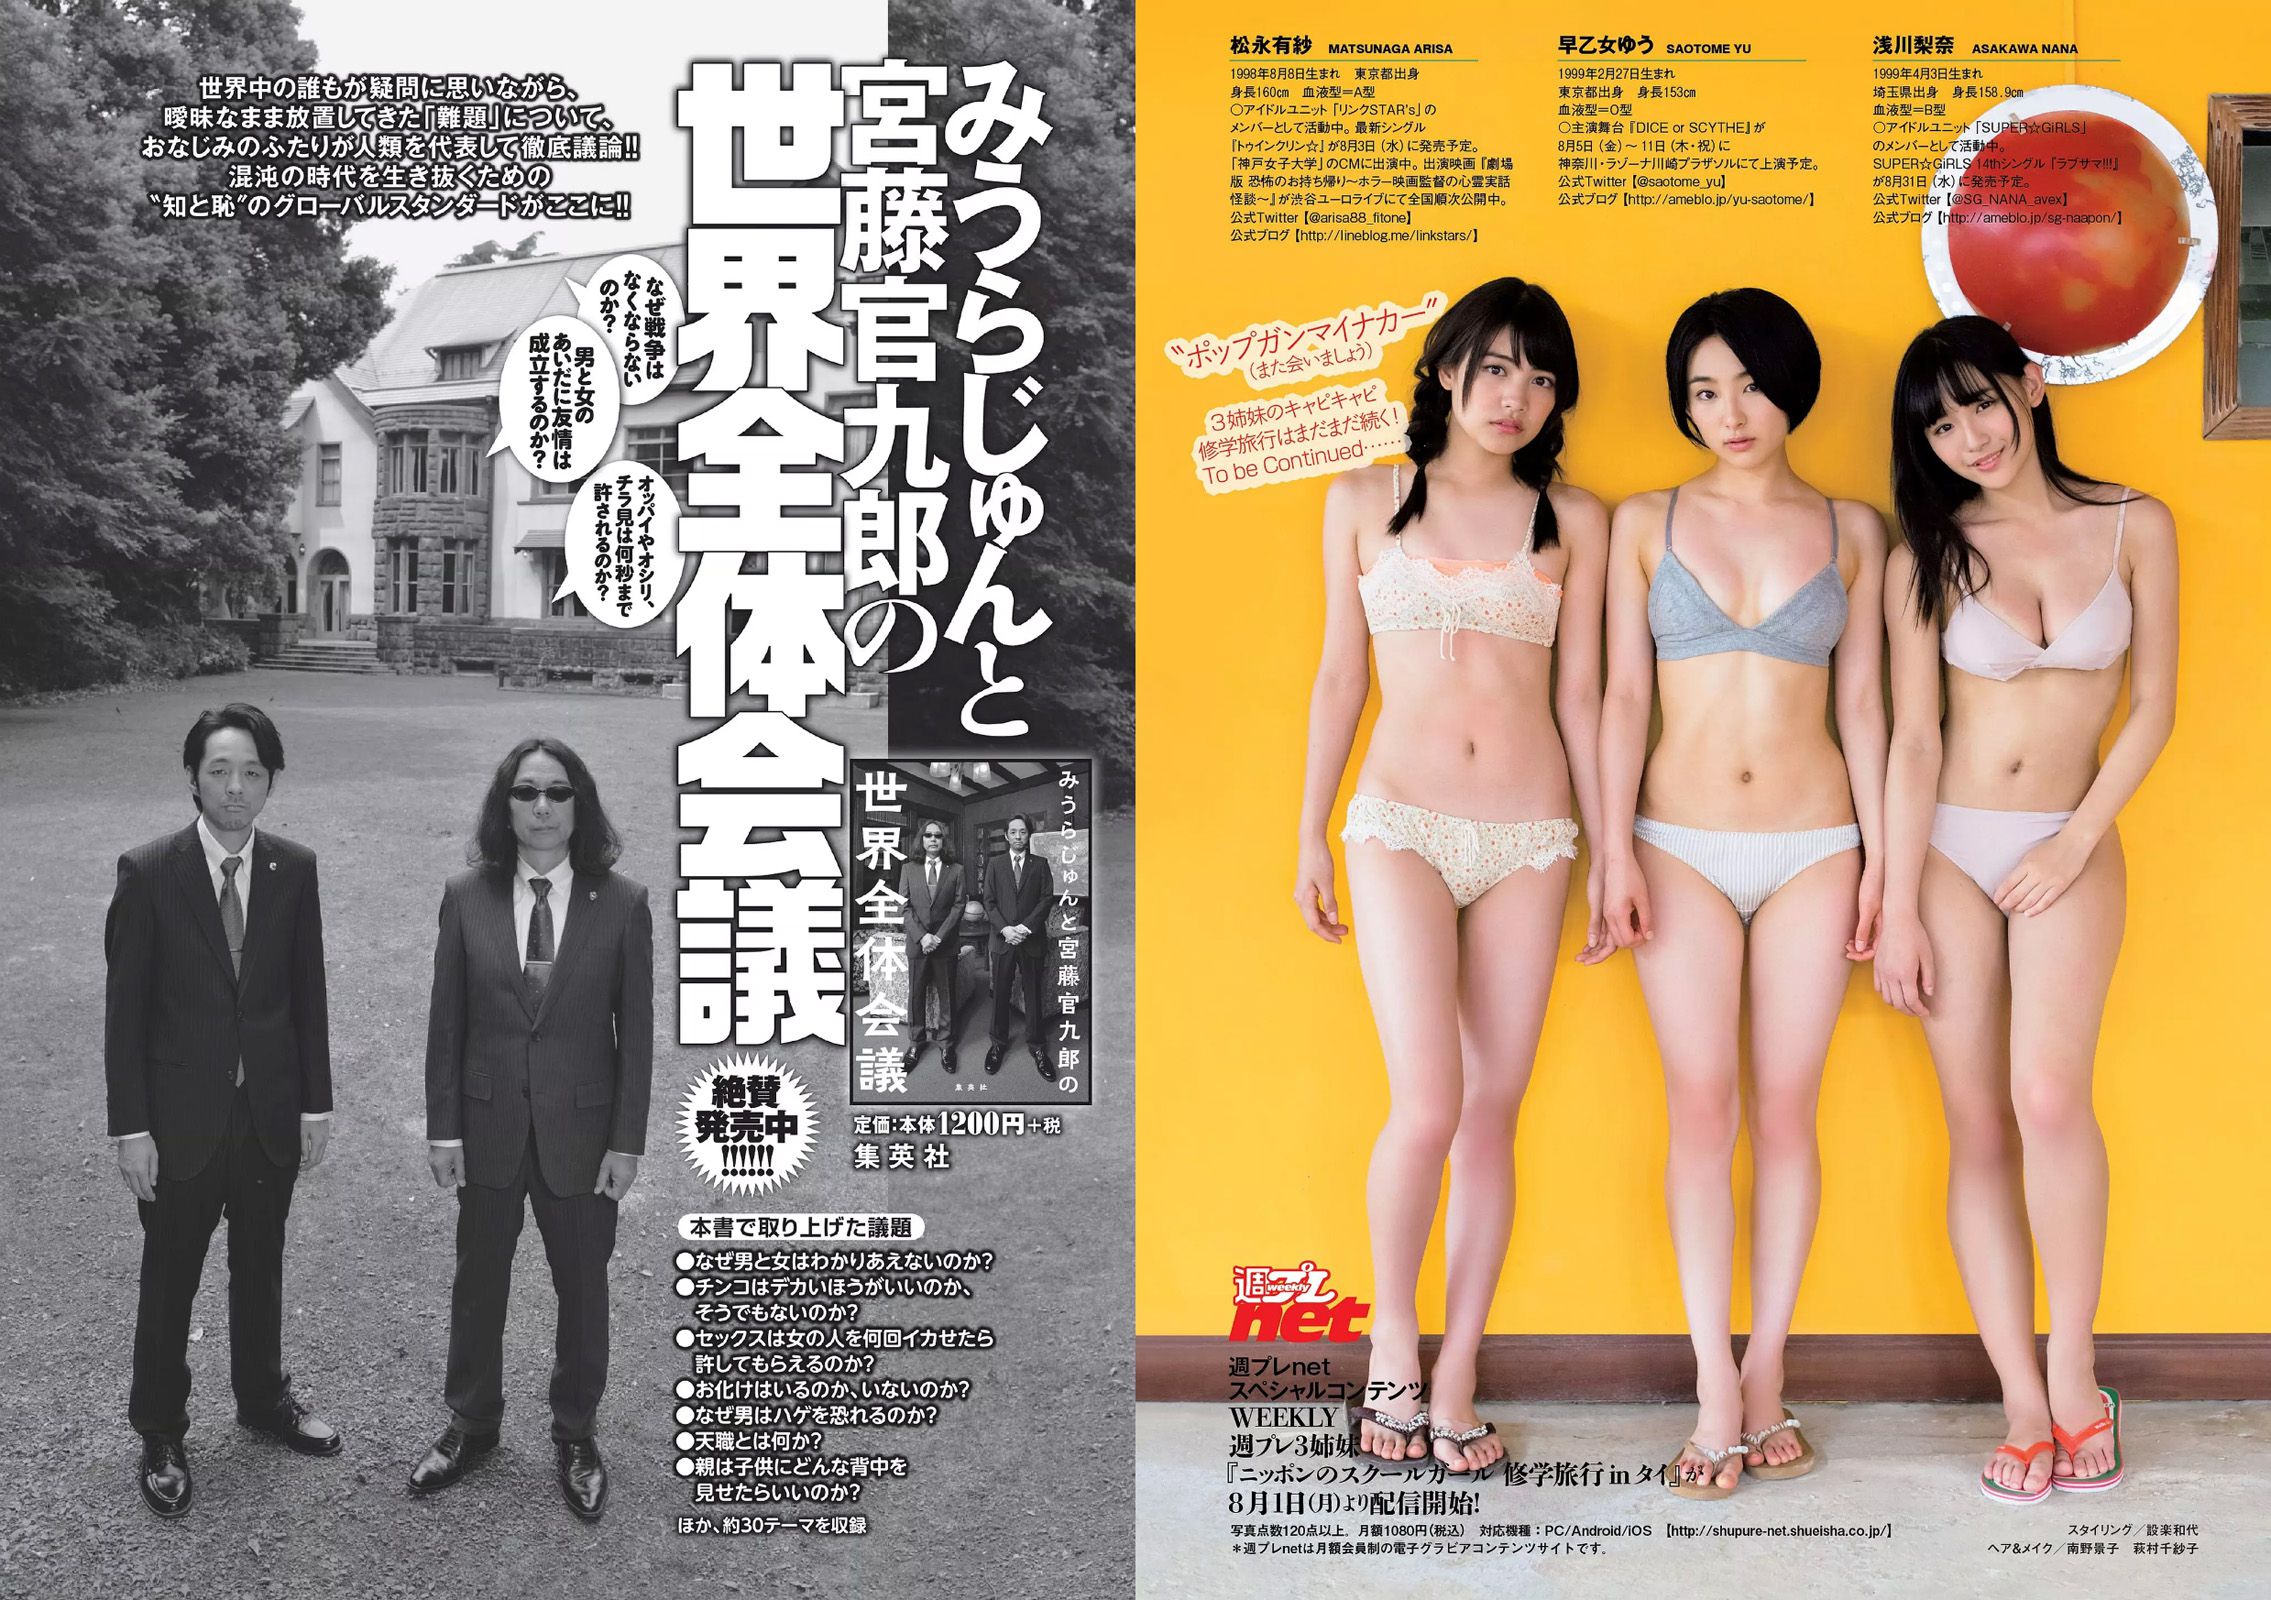 世界中の誰もが疑問に思いながら、
曖昧なまま放置してきた「難題」について、
おなじみのふたりが人類を代表して徹底議論!!
混沌の時代を生き抜くための
“知と恥”のグローバルスタンダードがここに!!
みうらじゅんと
宮藤官九郎の
世界全体会議
なぜ戦争は
なくならない
のか?
男と女の
あいだに友情は
成立するのか?
オッパイやオシリ、
チラ見は何秒まで
許されるのか?
みうらじゅんと宮藤官九郎の
世界全体会議
集英社
絶賛
発売中
!!!!!!
定価:本体1200円+税
集英社
本書で取り上げた議題
●なぜ男と女はわかりあえないのか?
●チンコはデカいほうがいいのか、
そうでもないのか?
●セックスは女の人を何回イカせたら
許してもらえるのか?
●お化けはいるのか、いないのか?
●なぜ男はハゲを恐れるのか?
●天職とは何か?
●親は子供にどんな背中を
見せたらいいのか?
ほか、約30テーマを収録
松永有紗 MATSUNAGA ARISA
1998年8月8日生まれ 東京都出身
身長160㎝ 血液型=A型
○アイドルユニット「リンクSTAR's」の
メンバーとして活動中。最新シングル
『トゥインクリン☆』が8月3日(水)に発売予定。
「神戸女子大学」のCMに出演中。出演映画『劇場
版 恐怖のお持ち帰り～ホラー映画監督の心霊実話
怪談～』が渋谷ユーロライブにて全国順次公開中。
公式Twitter【@arisa88_fitone】
公式ブログ【http://lineblog.me/linkstars/】
早乙女ゆう SAOTOME YU
1999年2月27日生まれ
東京都出身 身長153㎝
血液型=O型
○主演舞台『DICE or SCYTHE』が
8月5日(金)～11日(木・祝)に
神奈川・ラゾーナ川崎プラザソルにて上演予定。
公式Twitter【@saotome_yu】
公式ブログ【http://ameblo.jp/yu-saotome/】
浅川梨奈 ASAKAWA NANA
1999年4月3日生まれ
埼玉県出身 身長158.9㎝
血液型=B型
○アイドルユニット「SUPER☆GiRLS」
のメンバーとして活動中。
SUPER☆GiRLS 14thシングル『ラブサマ!!!』
が8月31日(水)に発売予定。
公式Twitter【@SG_NANA_avex】
公式ブログ【http://ameblo.jp/sg-naapon/】
“ポップガンマイナカー”
(また会いましょう)
3姉妹のキャピキャピ
修学旅行はまだまだ続く!
To be Continued……
週プレ
weekly
net
週プレnet
スペシャルコンテンツ
WEEKLY
週プレ3姉妹
『ニッポンのスクールガール 修学旅行 in タイ』が
8月1日(月)より配信開始!
写真点数120点以上。月額1080円(税込) 対応機種:PC/Android/iOS 【http://shupure-net.shueisha.co.jp/】
*週プレnetは月額会員制の電子グラビアコンテンツサイトです。
スタイリング/設楽和代
ヘア&メイク/南野景子 萩村千紗子